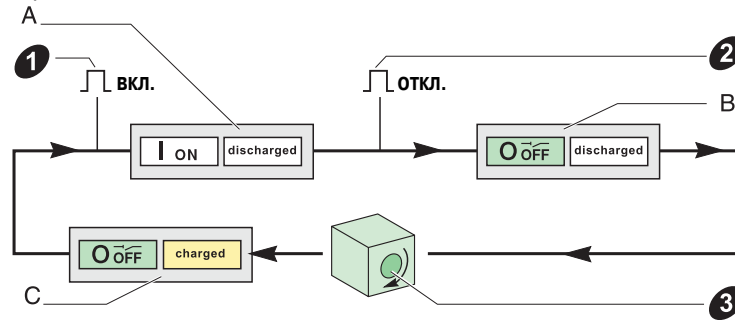 A
1
ВКЛ.
2
ОТКЛ.
B
I ON
discharged
O OFF
discharged
O OFF
charged
C
3